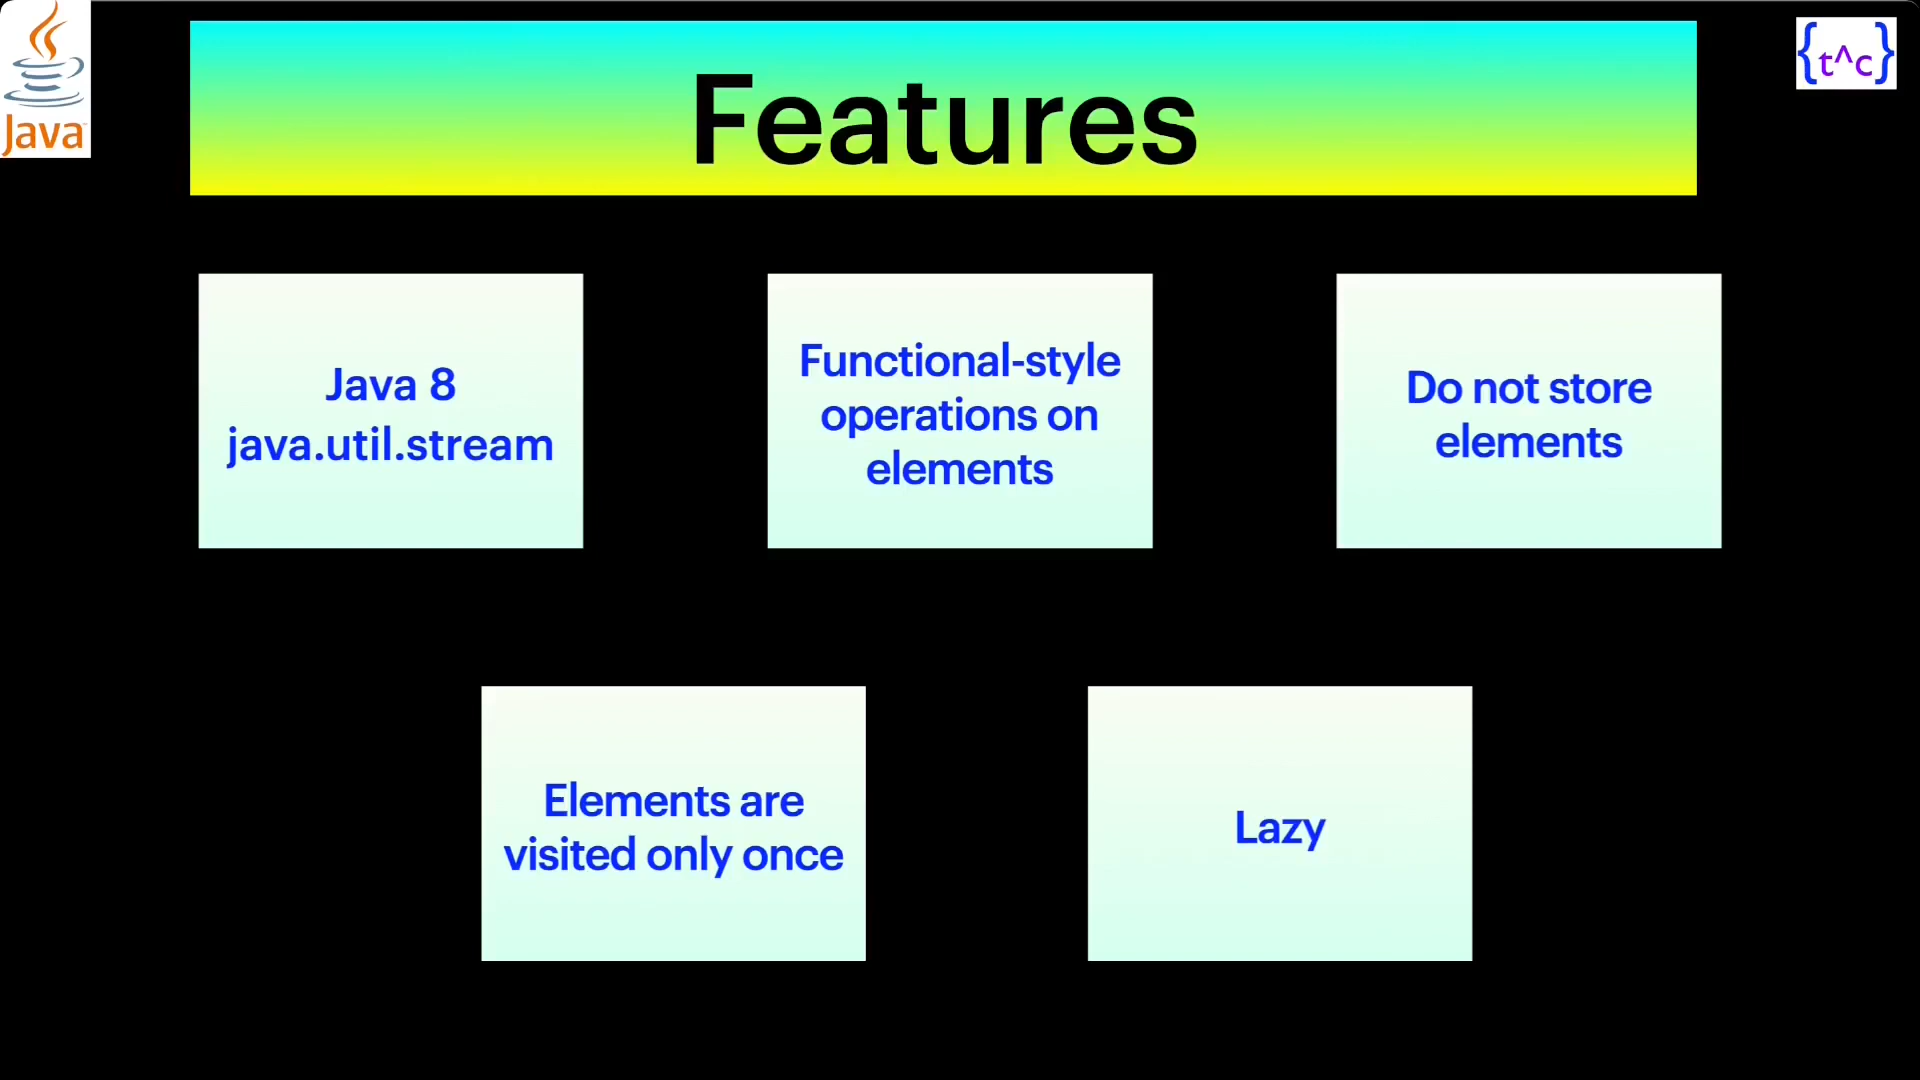 Java
{t^c}
Features
Java 8
java.util.stream
Functional-style
operations on
elements
Do not store
elements
Elements are
visited only once
Lazy